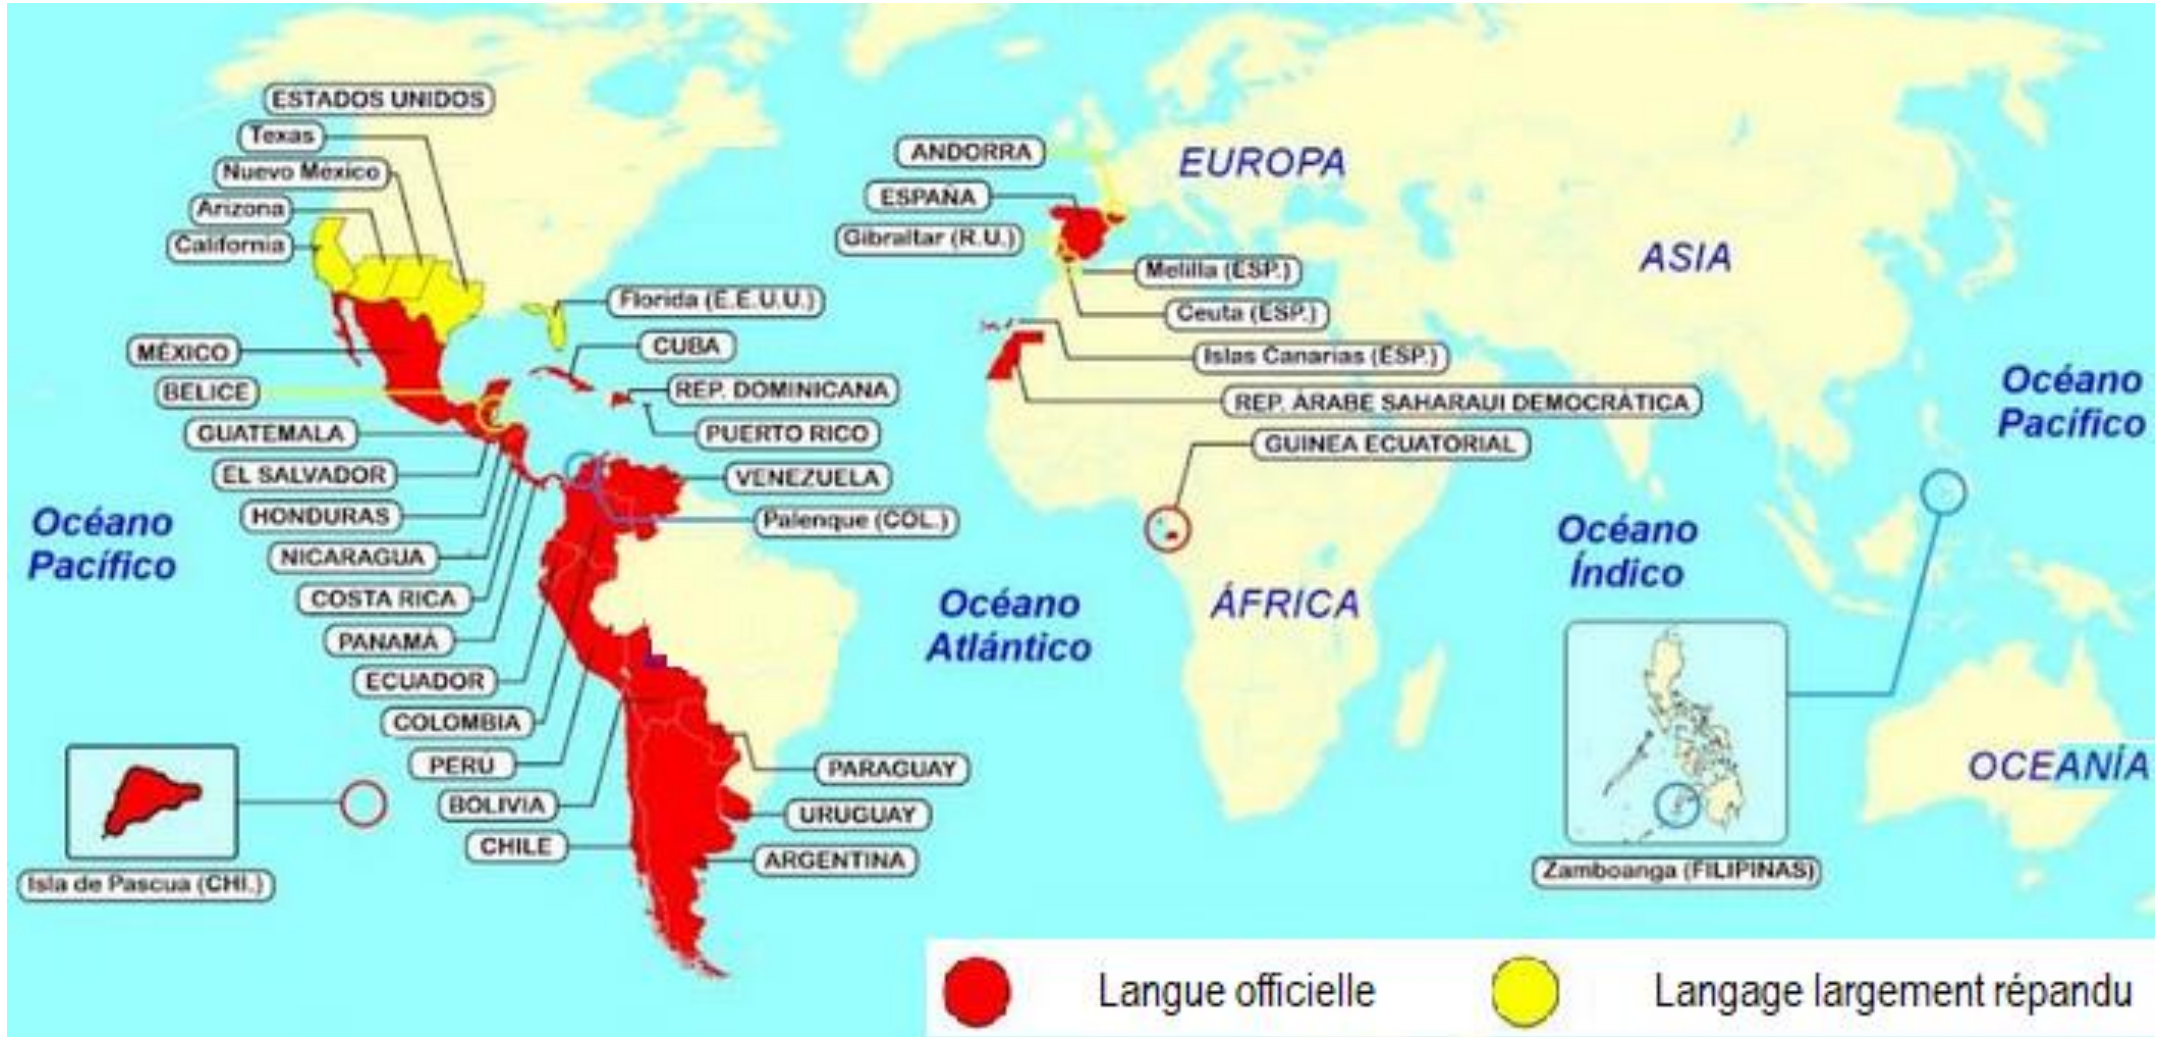 ESTADOS UNIDOS
Texas
Nuevo México
Arizona
California
Florida (E.E.U.U.)
MÉXICO
CUBA
BELICE
REP. DOMINICANA
GUATEMALA
PUERTO RICO
EL SALVADOR
VENEZUELA
HONDURAS
Palenque (COL.)
NICARAGUA
COSTA RICA
PANAMÁ
ECUADOR
COLOMBIA
PERÚ
BOLIVIA
CHILE
PARAGUAY
URUGUAY
ARGENTINA
Isla de Pascua (CHI.)
Océano
Pacífico
Océano
Atlántico
ANDORRA
ESPAÑA
Gibraltar (R.U.)
EUROPA
Melilla (ESP.)
Ceuta (ESP.)
Islas Canarias (ESP.)
REP. ÁRABE SAHARAUI DEMOCRÁTICA
GUINEA ECUATORIAL
ÁFRICA
ASIA
Océano
Índico
Océano
Pacífico
OCEANÍA
Zamboanga (FILIPINAS)
Langue officielle
Langage largement répandu